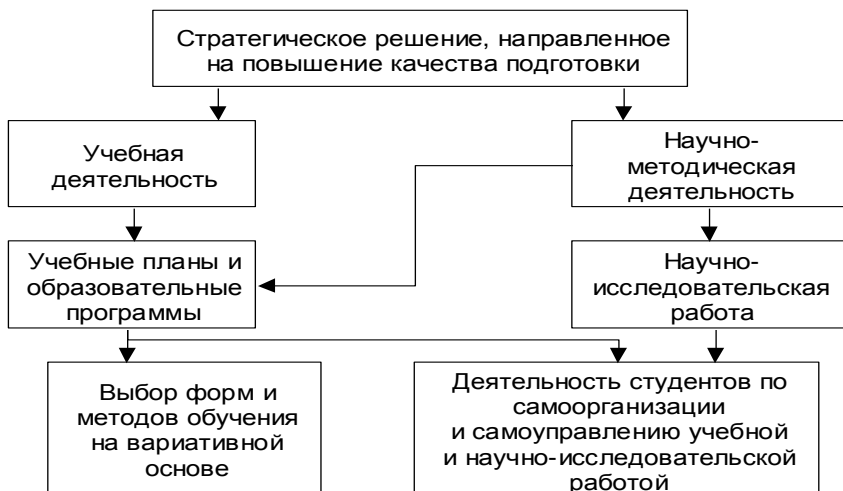 Стратегическое решение, направленное
на повышение качества подготовки
Учебная
деятельность
Научно-
методическая
деятельность
Учебные планы и
образовательные
программы
Научно-
исследовательская
работа
Выбор форм и
методов обучения
на вариативной
основе
Деятельность студентов по
самоорганизации
и самоуправлению учебной
и научно-исследовательской
работой